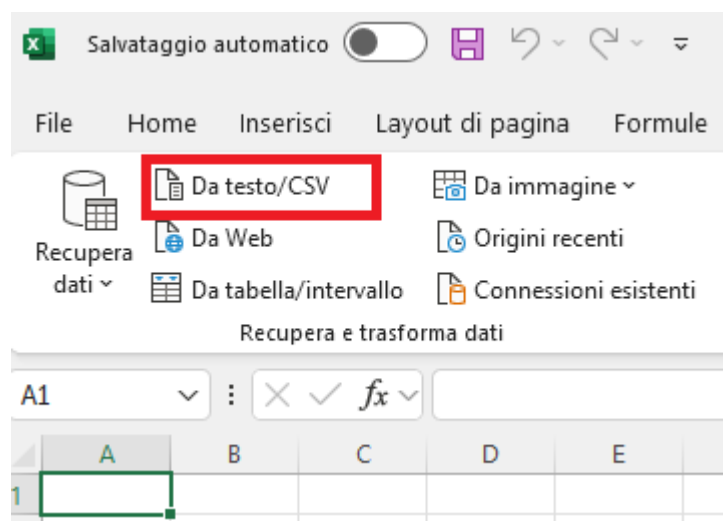 Salvataggio automatico
File Home Inserisci Layout di pagina Formule
Da testo/CSV Da immagine
Da Web Origini recenti
Recupera dati
Da tabella/intervallo Connessioni esistenti
Recupera e trasforma dati
A1 fx
A B C D E
1